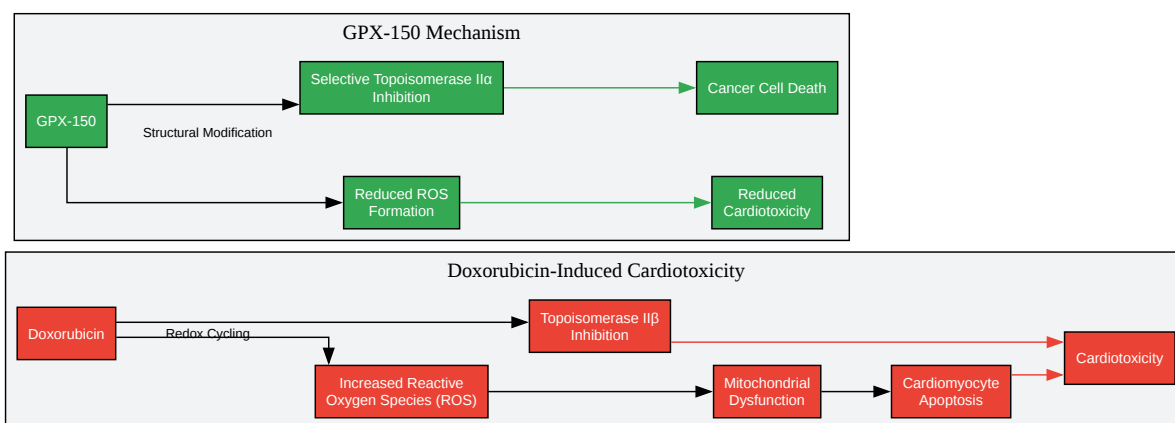 GPX-150 Mechanism
Selective Topoisomerase IIα
Inhibition
Cancer Cell Death
GPX-150
Structural Modification
Reduced ROS
Formation
Reduced
Cardiotoxicity
Doxorubicin-Induced Cardiotoxicity
Doxorubicin
Redox Cycling
Topoisomerase IIβ
Inhibition
Cardiotoxicity
Increased Reactive
Oxygen Species (ROS)
Mitochondrial
Dysfunction
Cardiomyocyte
Apoptosis